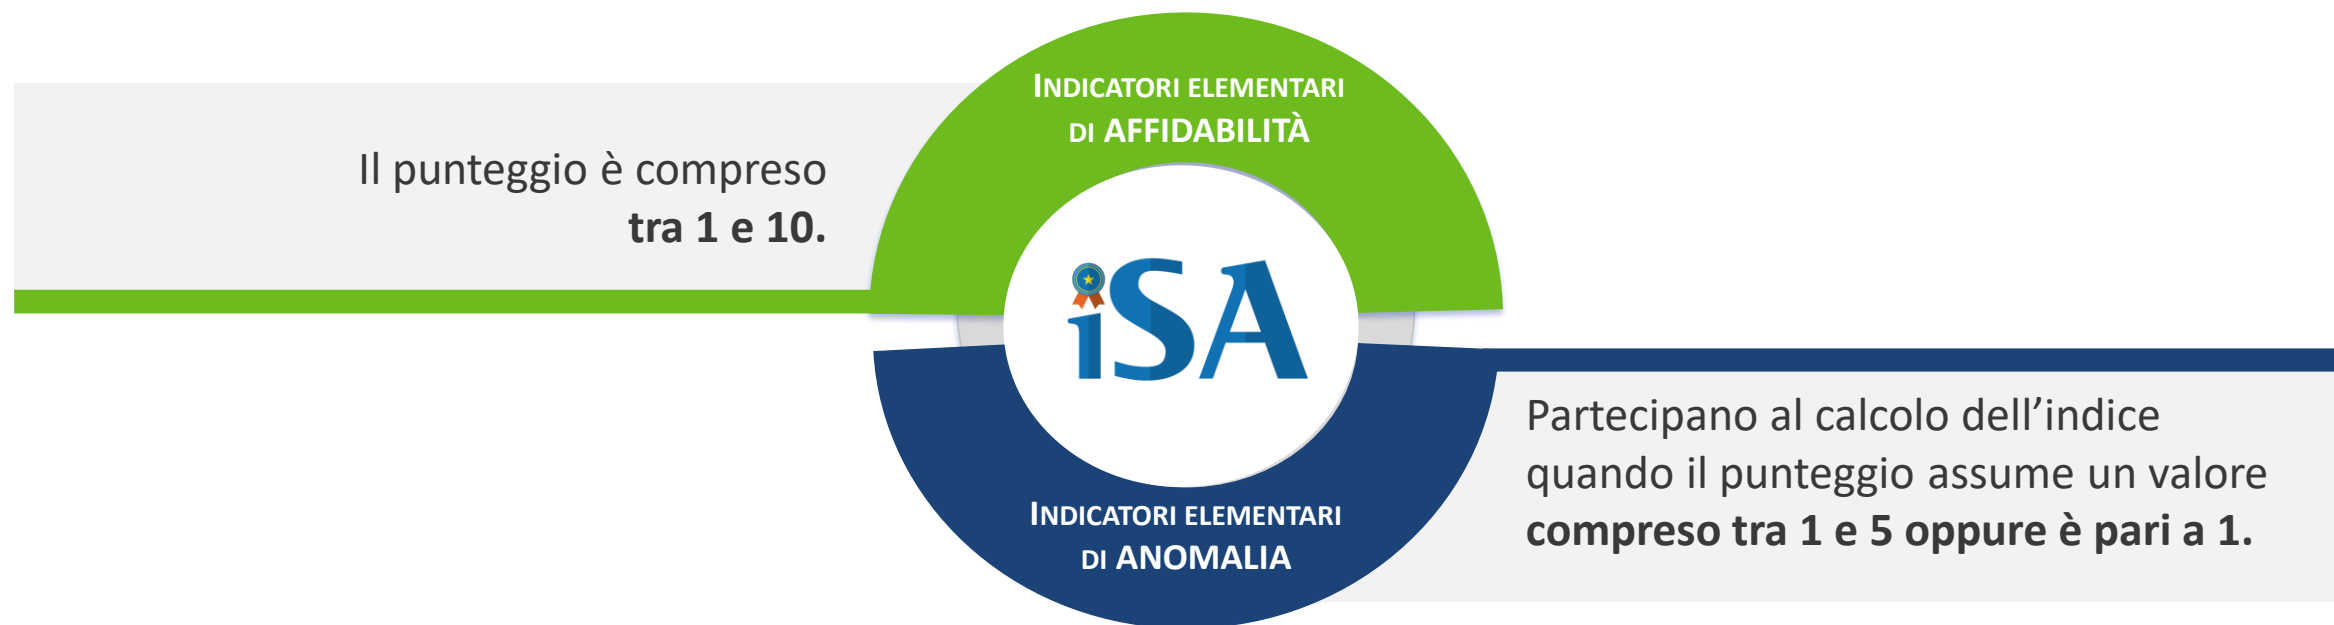 INDICATORI ELEMENTARI
DI AFFIDABILITÀ
Il punteggio è compreso
tra 1 e 10.
iSA
Partecipano al calcolo dell’indice
quando il punteggio assume un valore
compreso tra 1 e 5 oppure è pari a 1.
INDICATORI ELEMENTARI
DI ANOMALIA